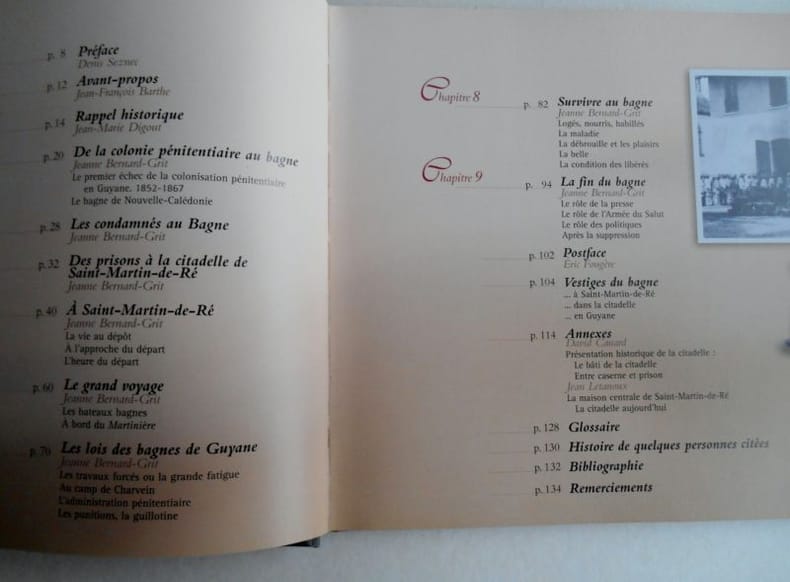 p. 8 Préface
Denis Seznec
p. 12 Avant-propos
Jean-François Barthe
p. 14 Rappel historique
Jean-Marie Digout
p. 20 De la colonie pénitentiaire au bagne
Jeanne Bernard-Grit
Le premier échec de la colonisation pénitentiaire
en Guyane, 1852-1867
Le bagne de Nouvelle-Calédonie
p. 28 Les condamnés au Bagne
Jeanne Bernard-Grit
p. 32 Des prisons à la citadelle de
Saint-Martin-de-Ré
Jeanne Bernard-Grit
p. 40 À Saint-Martin-de-Ré
Jeanne Bernard-Grit
La vie au dépôt
À l'approche du départ
L'heure du départ
p. 60 Le grand voyage
Jeanne Bernard-Grit
Les bateaux bagnes
À bord du Martinière
p. 70 Les lois des bagnes de Guyane
Jeanne Bernard-Grit
Les travaux forcés ou la grande fatigue
Au camp de Charvein
L'administration pénitentiaire
Les punitions, la guillotine
Chapitre 8
p. 82 Survivre au bagne
Jeanne Bernard-Grit
Logés, nourris, habillés
La maladie
La débrouille et les plaisirs
La belle
La condition des libérés
Chapitre 9
p. 94 La fin du bagne
Jeanne Bernard-Grit
Le rôle de la presse
Le rôle de l'Armée du Salut
Le rôle des politiques
Après la suppression
p. 102 Postface
Eric Fougère
p. 104 Vestiges du bagne
... à Saint-Martin-de-Ré
... dans la citadelle
... en Guyane
p. 114 Annexes
David Canard
Présentation historique de la citadelle :
Le bâti de la citadelle
Entre caserne et prison
Jean Létanoux
La maison centrale de Saint-Martin-de-Ré
La citadelle aujourd'hui
p. 128 Glossaire
p. 130 Histoire de quelques personnes citées
p. 132 Bibliographie
p. 134 Remerciements